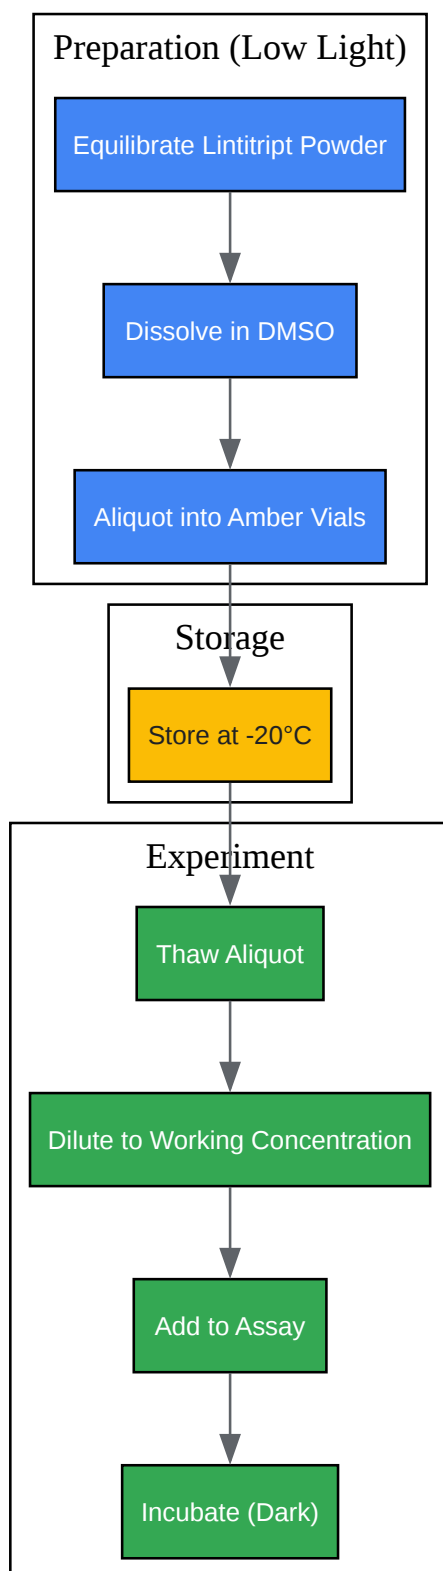 Preparation (Low Light)
Equilibrate Lintitript Powder
Dissolve in DMSO
Aliquot into Amber Vials
Storage
Store at -20°C
Experiment
Thaw Aliquot
Dilute to Working Concentration
Add to Assay
Incubate (Dark)